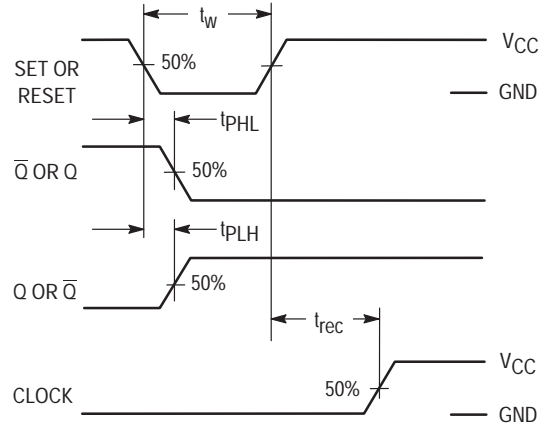 tw
VCC
SET OR
RESET
50%
GND
tPHL
Q̅ OR Q
50%
tPLH
Q OR Q̅
50%
trec
VCC
CLOCK
50%
GND